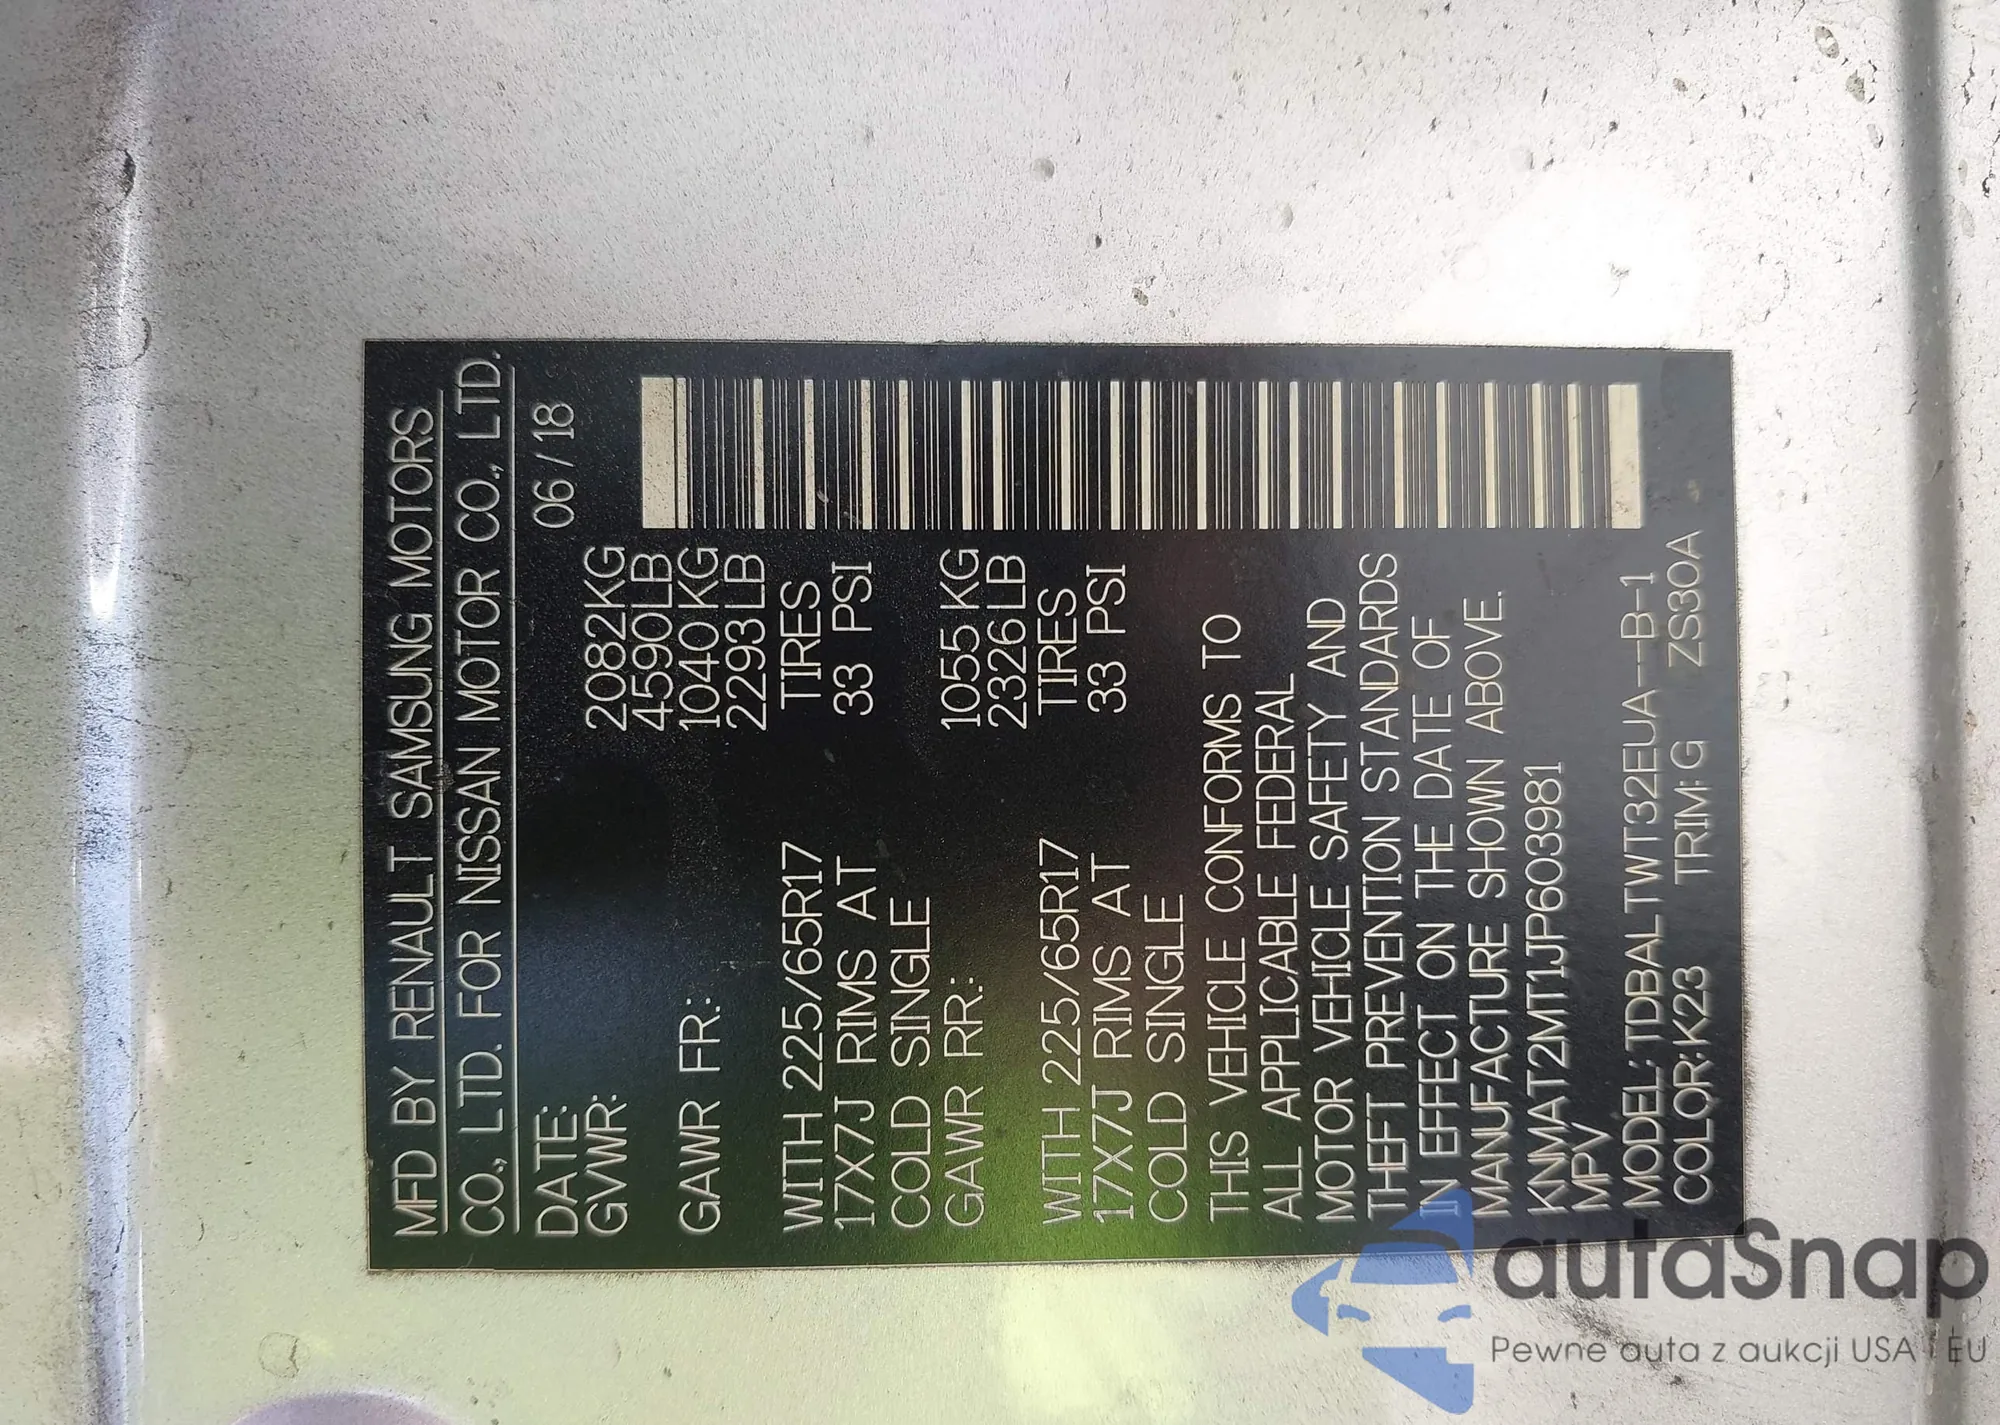 MFD BY RENAULT SAMSUNG MOTORS
CO., LTD. FOR NISSAN MOTOR CO., LTD.
DATE: 06/18
GVWR: 2082KG
4590LB
GAWR FR: 1040KG
2293LB
WITH 225/65R17 TIRES
17X7J RIMS AT 33 PSI
COLD SINGLE
GAWR RR: 1055KG
2326LB
WITH 225/65R17 TIRES
17X7J RIMS AT 33 PSI
COLD SINGLE
THIS VEHICLE CONFORMS TO
ALL APPLICABLE FEDERAL
MOTOR VEHICLE SAFETY AND
THEFT PREVENTION STANDARDS
IN EFFECT ON THE DATE OF
MANUFACTURE SHOWN ABOVE.
KNMAT2MT1JP603981
MPV
MODEL: TDBALTWT32EUA--B-1
COLOR:K23 TRIM:G ZS30A
autaSnap
Pewne auta z aukcji USA i EU